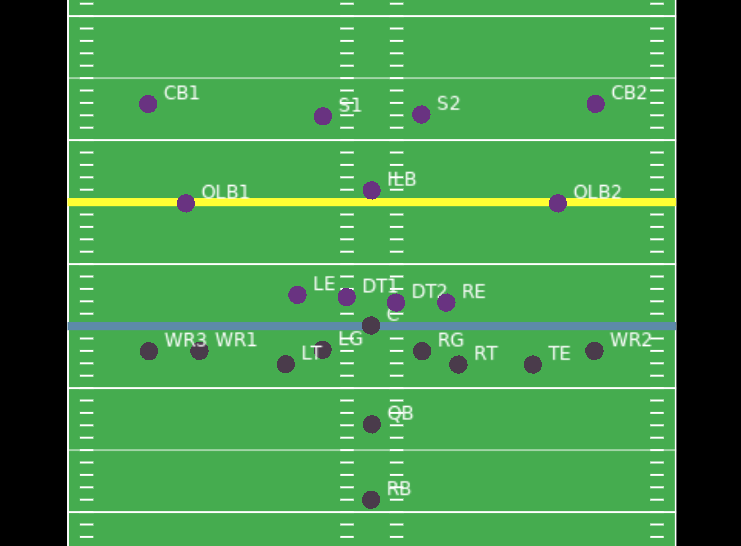 CB1
S1
S2
CB2
OLB1
ILB
OLB2
LE
DT1
DT2
RE
C
WR3
WR1
LT
LG
RG
RT
TE
WR2
QB
RB